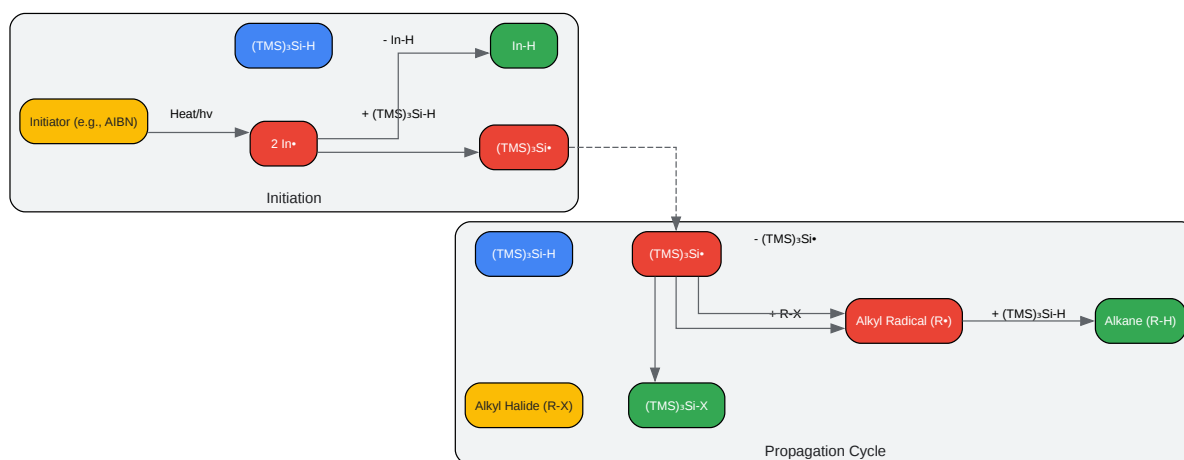 (TMS)₃Si-H
- In-H
In-H
Initiator (e.g., AIBN)
Heat/hv
2 In•
+ (TMS)₃Si-H
(TMS)₃Si•
Initiation
(TMS)₃Si-H
(TMS)₃Si•
- (TMS)₃Si•
+ R-X
Alkyl Radical (R•)
+ (TMS)₃Si-H
Alkane (R-H)
Alkyl Halide (R-X)
(TMS)₃Si-X
Propagation Cycle